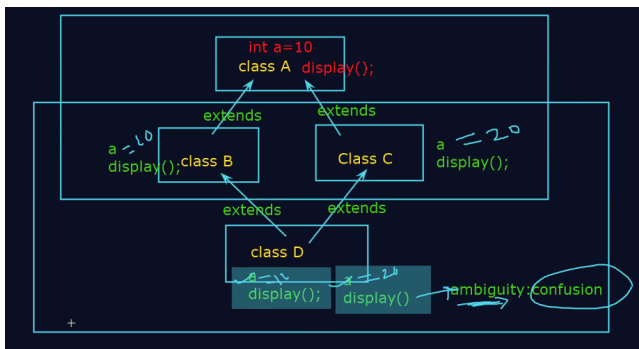 int a=10
class A display();
extends extends
a =10
display();
class B
Class C
a =20
display();
extends extends
class D
a
display();
a =20
display()
ambiguity:confusion